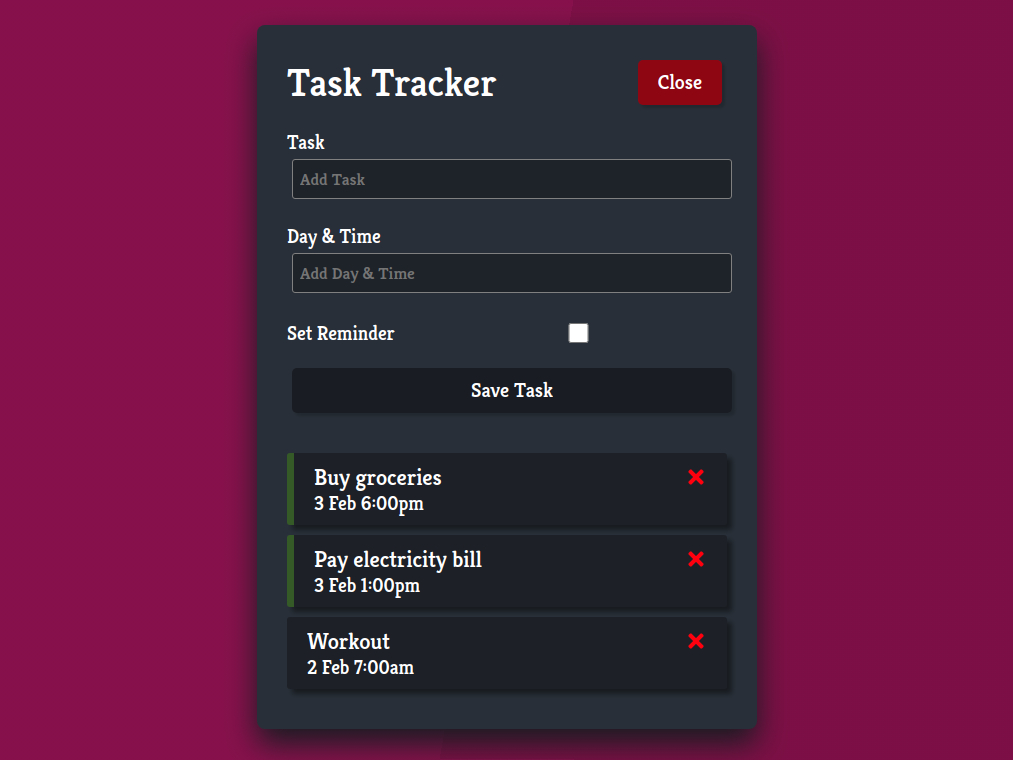 Task Tracker
Close
Task
Add Task
Day & Time
Add Day & Time
Set Reminder
Save Task
Buy groceries
3 Feb 6:00pm
Pay electricity bill
3 Feb 1:00pm
Workout
2 Feb 7:00am